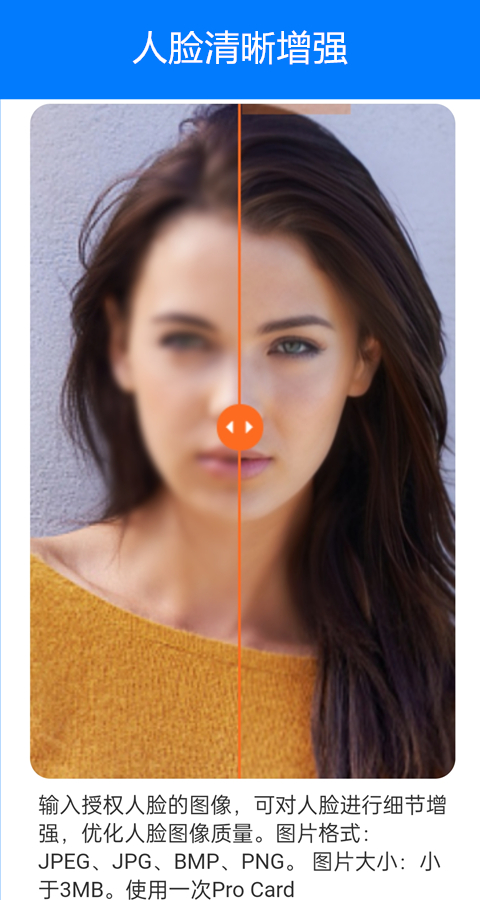 人脸清晰增强
输入授权人脸的图像，可对人脸进行细节增
强，优化人脸图像质量。图片格式：
JPEG、JPG、BMP、PNG。 图片大小：小
于3MB。使用一次Pro Card